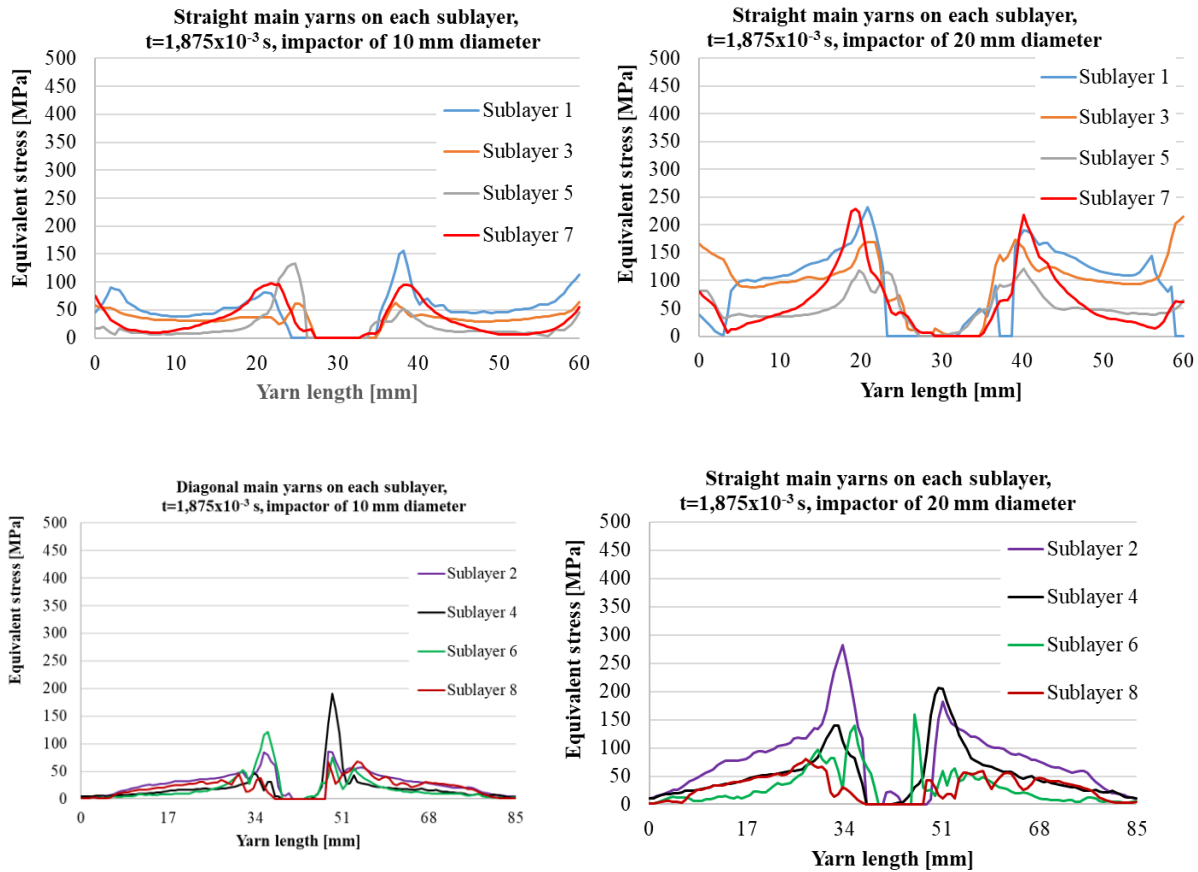 Straight main yarns on each sublayer,
t=1,875x10⁻³ s, impactor of 10 mm diameter
Equivalent stress [MPa]
500
450
400
350
300
250
200
150
100
50
0
Sublayer 1
Sublayer 3
Sublayer 5
Sublayer 7
0 10 20 30 40 50 60
Yarn length [mm]
Straight main yarns on each sublayer,
t=1,875x10⁻³ s, impactor of 20 mm diameter
Equivalent stress [MPa]
500
450
400
350
300
250
200
150
100
50
0
Sublayer 1
Sublayer 3
Sublayer 5
Sublayer 7
0 10 20 30 40 50 60
Yarn length [mm]
Diagonal main yarns on each sublayer,
t=1,875x10⁻³ s, impactor of 10 mm diameter
Equivalent stress [MPa]
500
450
400
350
300
250
200
150
100
50
0
Sublayer 2
Sublayer 4
Sublayer 6
Sublayer 8
0 17 34 51 68 85
Yarn length [mm]
Straight main yarns on each sublayer,
t=1,875x10⁻³ s, impactor of 20 mm diameter
Equivalent stress [MPa]
500
450
400
350
300
250
200
150
100
50
0
Sublayer 2
Sublayer 4
Sublayer 6
Sublayer 8
0 17 34 51 68 85
Yarn length [mm]